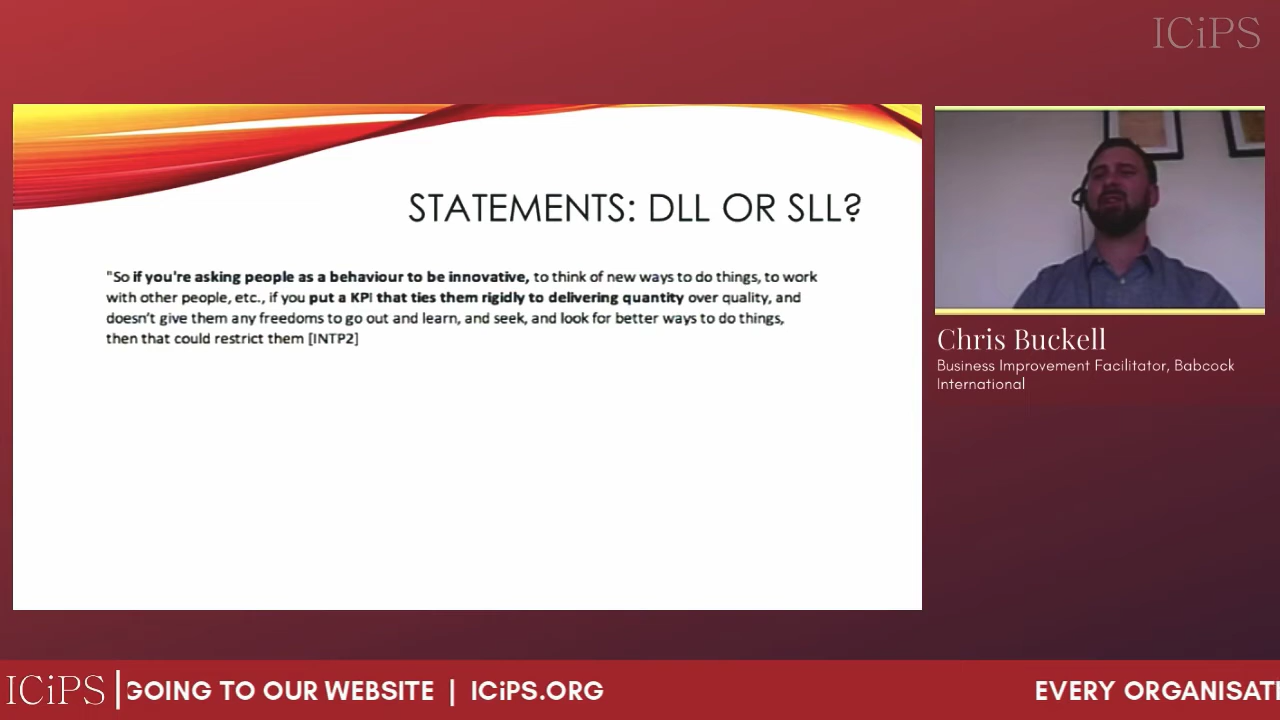 ICiPS
STATEMENTS: DLL OR SLL?
"So if you're asking people as a behaviour to be innovative, to think of new ways to do things, to work
with other people, etc., if you put a KPI that ties them rigidly to delivering quantity over quality, and
doesn't give them any freedoms to go out and learn, and seek, and look for better ways to do things,
then that could restrict them [INTP2]
Chris Buckell
Business Improvement Facilitator, Babcock
International
ICiPS | GOING TO OUR WEBSITE | ICiPS.ORG EVERY ORGANISATI